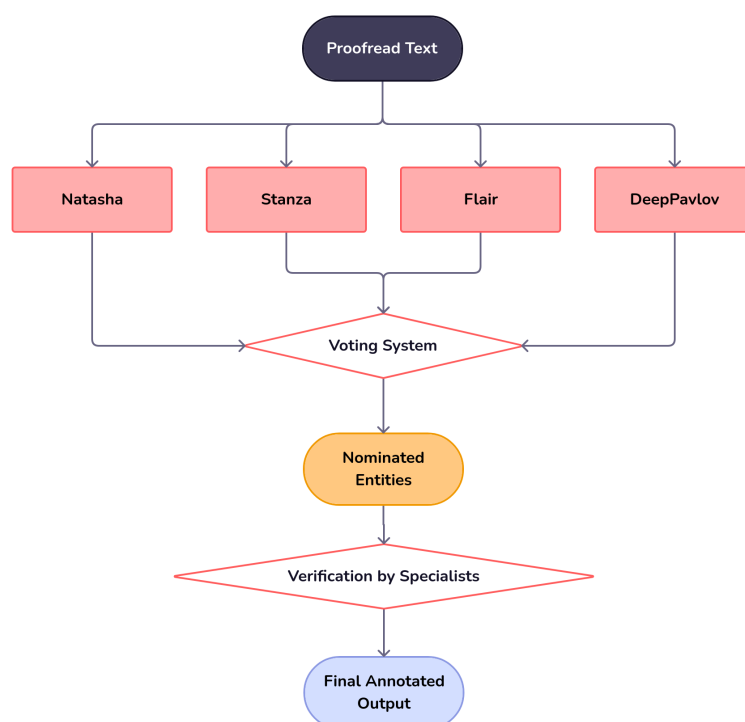 Proofread Text
Natasha
Stanza
Flair
DeepPavlov
Voting System
Nominated
Entities
Verification by Specialists
Final Annotated
Output